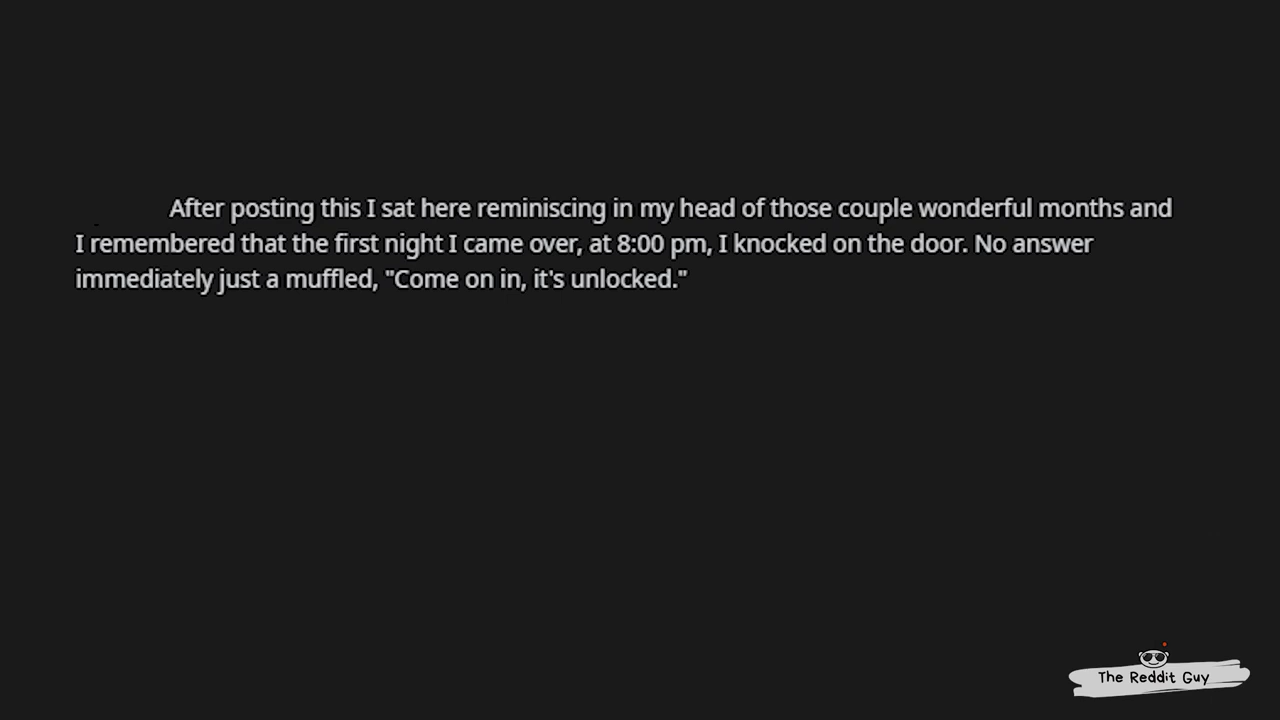 After posting this I sat here reminiscing in my head of those couple wonderful months and
I remembered that the first night I came over, at 8:00 pm, I knocked on the door. No answer
immediately just a muffled, "Come on in, it's unlocked."
The Reddit Guy